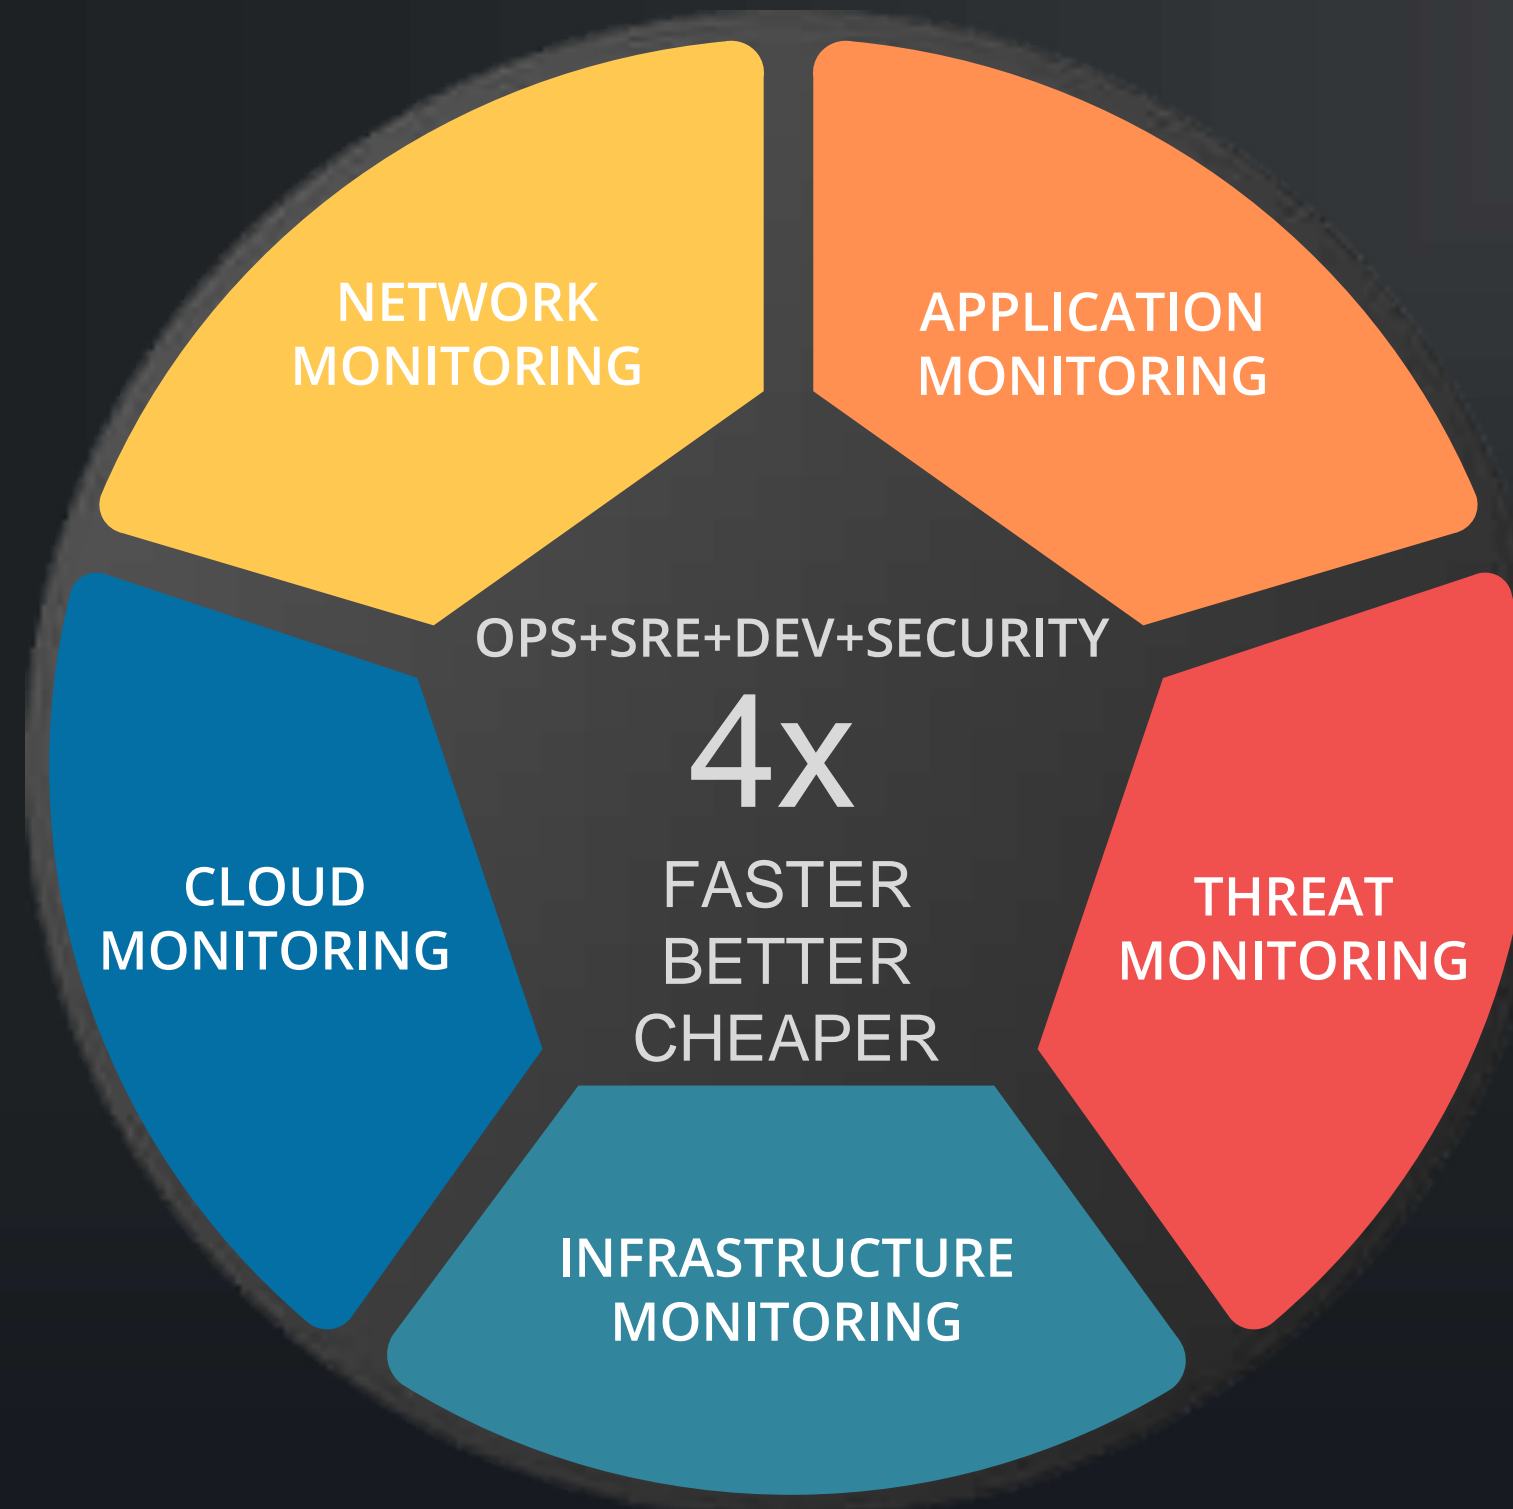 NETWORK
MONITORING
APPLICATION
MONITORING
OPS+SRE+DEV+SECURITY
4x
FASTER
BETTER
CHEAPER
CLOUD
MONITORING
THREAT
MONITORING
INFRASTRUCTURE
MONITORING